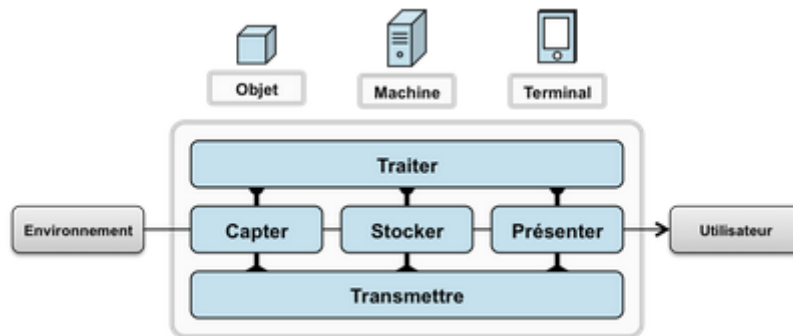 Objet
Machine
Terminal
Traiter
Environnement
Capter
Stocker
Présenter
Utilisateur
Transmettre